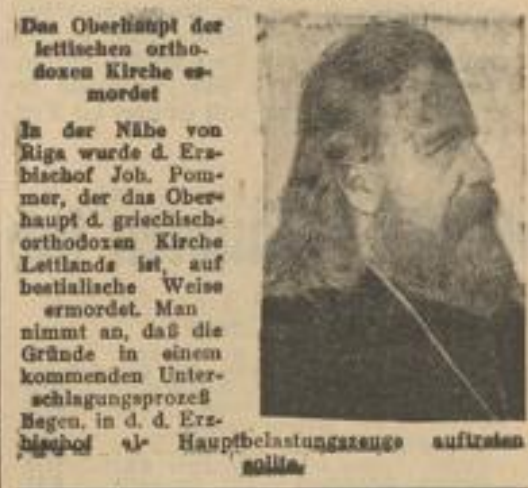 Das Oberhaupt der
lettischen ortho-
doxen Kirche er-
mordet
In der Nähe von
Riga wurde d. Erz-
bischof Joh. Pom-
mer, der das Ober-
haupt d. griechisch-
orthodoxen Kirche
Lettlands ist, auf
bestialische Weise
ermordet. Man
nimmt an, daß die
Gründe in einem
kommenden Unter-
schlagungsprozeß
liegen, in d. d. Erz-
bischof als Hauptbelastungszeuge auftreten
sollte.